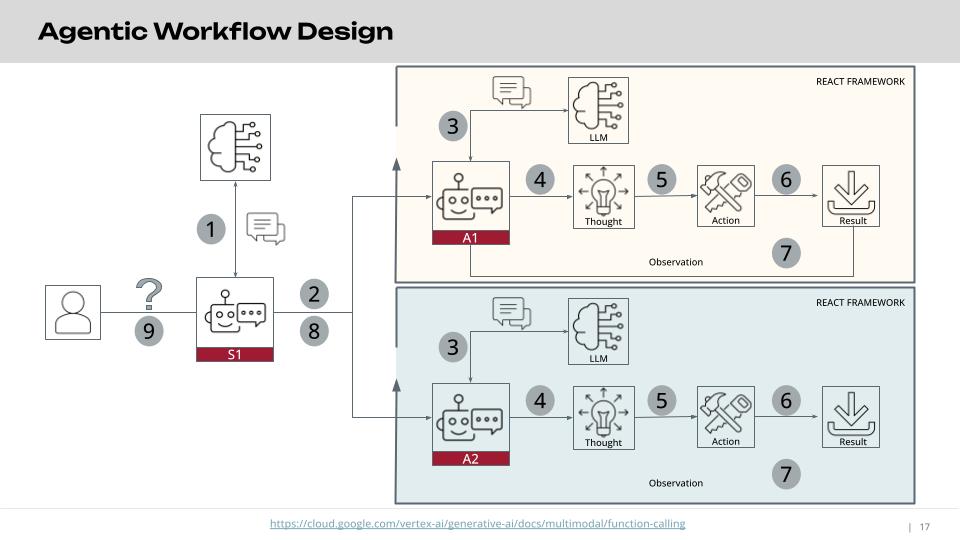 Agentic Workflow Design
REACT FRAMEWORK
3
LLM
4
5
6
A1
Thought
Action
Result
7
Observation
1
?
2
9
8
S1
REACT FRAMEWORK
3
LLM
4
5
6
A2
Thought
Action
Result
7
Observation
https://cloud.google.com/vertex-ai/generative-ai/docs/multimodal/function-calling
| 17